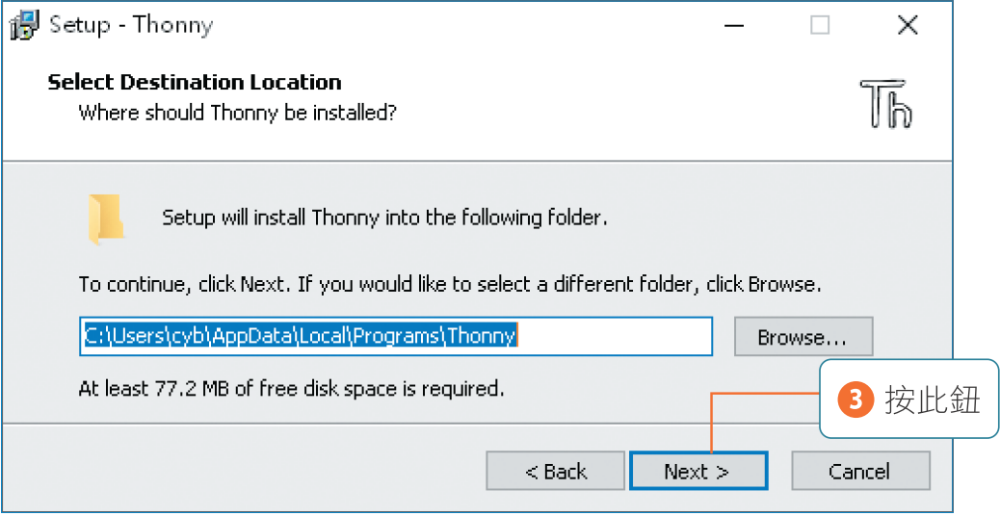 Setup - Thonny
Select Destination Location
Where should Thonny be installed?
Th
Setup will install Thonny into the following folder.
To continue, click Next. If you would like to select a different folder, click Browse.
C:\Users\cyb\AppData\Local\Programs\Thonny
Browse...
At least 77.2 MB of free disk space is required.
3 按此鈕
< Back
Next >
Cancel